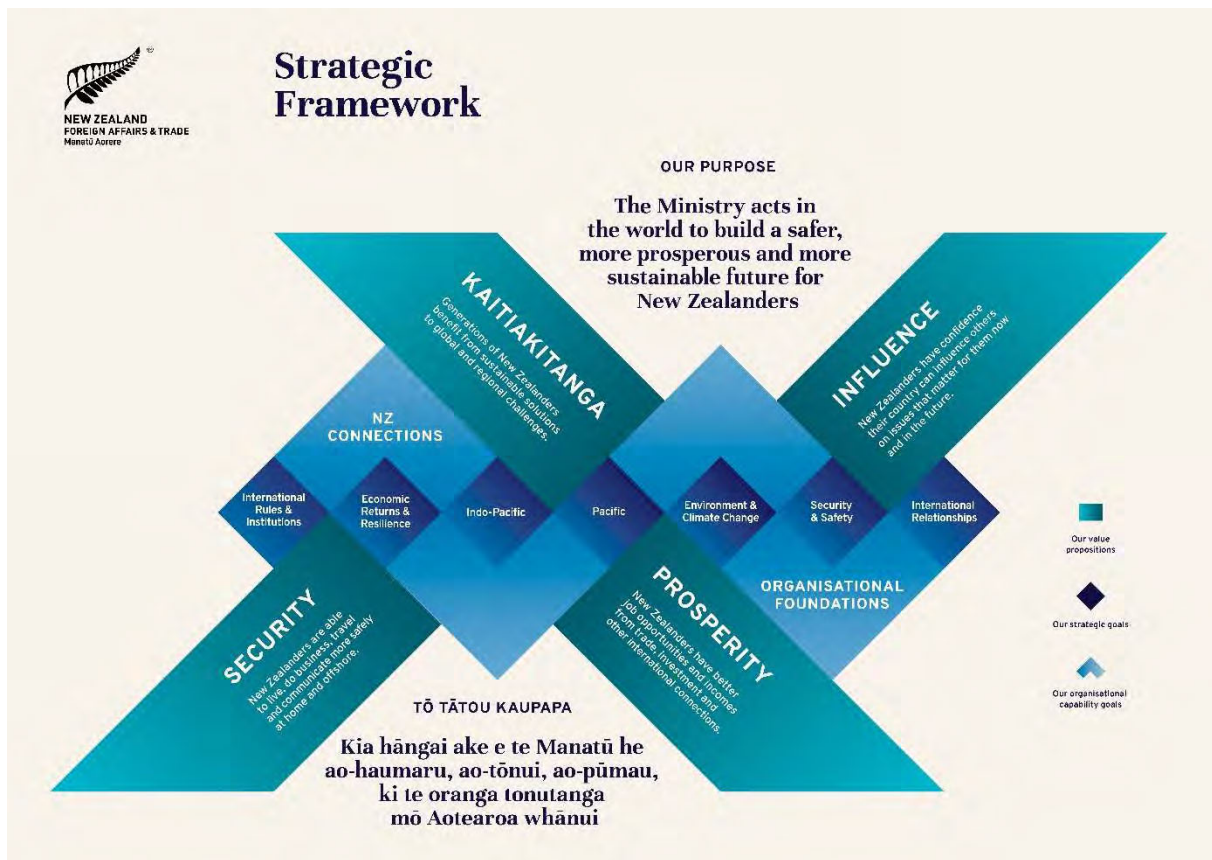 NEW ZEALAND
FOREIGN AFFAIRS & TRADE
Manatū Aorere
Strategic
Framework
OUR PURPOSE
The Ministry acts in
the world to build a safer,
more prosperous and more
sustainable future for
New Zealanders
KAITIAKITANGA
Generations of New Zealanders
benefit from sustainable solutions
to global and regional challenges.
INFLUENCE
New Zealanders have confidence
their country can influence others
on issues that matter for them now
and in the future.
NZ
CONNECTIONS
International
Rules &
Institutions
Economic
Returns &
Resilience
Indo-Pacific
Pacific
Environment &
Climate Change
Security
& Safety
International
Relationships
SECURITY
New Zealanders are able
to live, do business, travel
and communicate more safely
at home and offshore.
PROSPERITY
New Zealanders have better
job opportunities and incomes
from trade, investment and
other international connections.
ORGANISATIONAL
FOUNDATIONS
Our value
propositions
Our strategic goals
Our organisational
capability goals
TŌ TĀTOU KAUPAPA
Kia hāngai ake e te Manatū he
ao-haumaru, ao-tōnui, ao-pūmau,
ki te oranga tonutanga
mō Aotearoa whānui